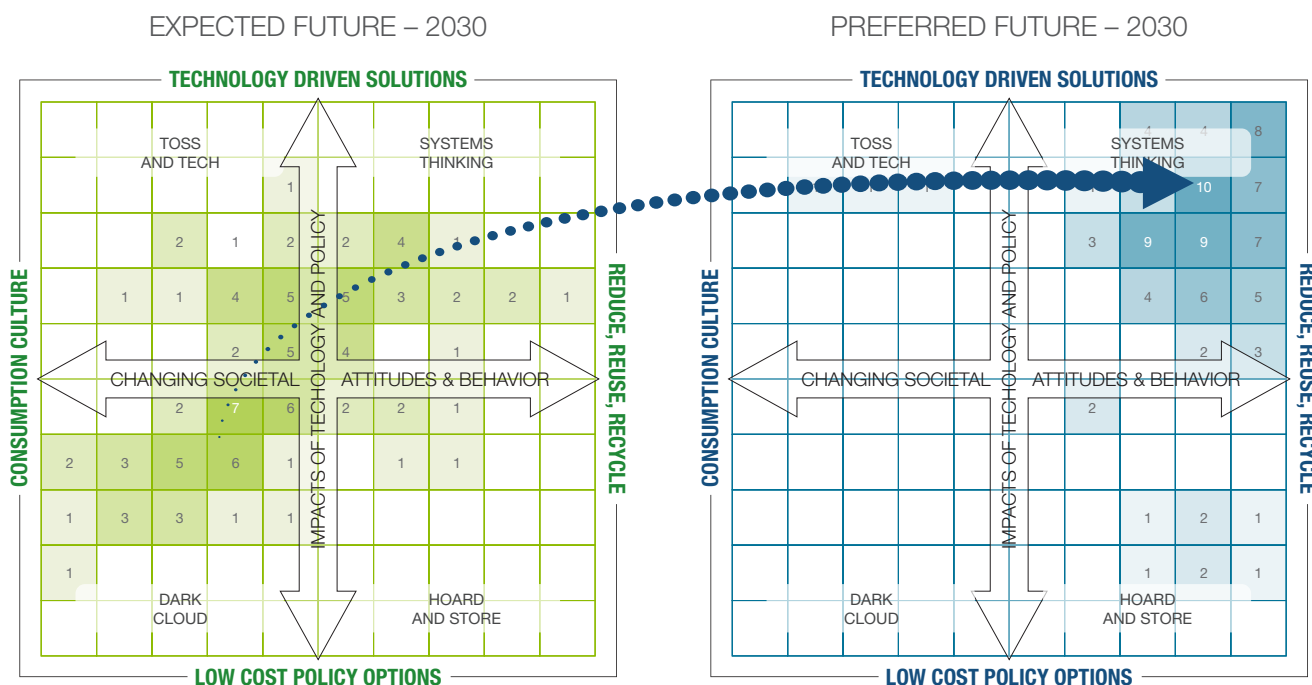 EXPECTED FUTURE – 2030
TECHNOLOGY DRIVEN SOLUTIONS
TOSS
AND TECH
SYSTEMS
THINKING
1
2 1 2 2 4 1
1 1 4 5 5 3 2 2 1
2 5 4 1
CHANGING SOCIETAL ATTITUDES & BEHAVIOR
2 7 6 2 2 1
2 3 5 6 1 1 1
1 3 3 1 1
1
DARK
CLOUD
HOARD
AND STORE
IMPACTS OF TECHOLOGY AND POLICY
CONSUMPTION CULTURE
REDUCE, REUSE, RECYCLE
LOW COST POLICY OPTIONS
PREFERRED FUTURE – 2030
TECHNOLOGY DRIVEN SOLUTIONS
4 4 8
TOSS
AND TECH
SYSTEMS
THINKING
10 7
3 9 9 7
4 6 5
2 3
CHANGING SOCIETAL ATTITUDES & BEHAVIOR
2
1 2 1
1 2 1
DARK
CLOUD
HOARD
AND STORE
IMPACTS OF TECHOLOGY AND POLICY
CONSUMPTION CULTURE
REDUCE, REUSE, RECYCLE
LOW COST POLICY OPTIONS